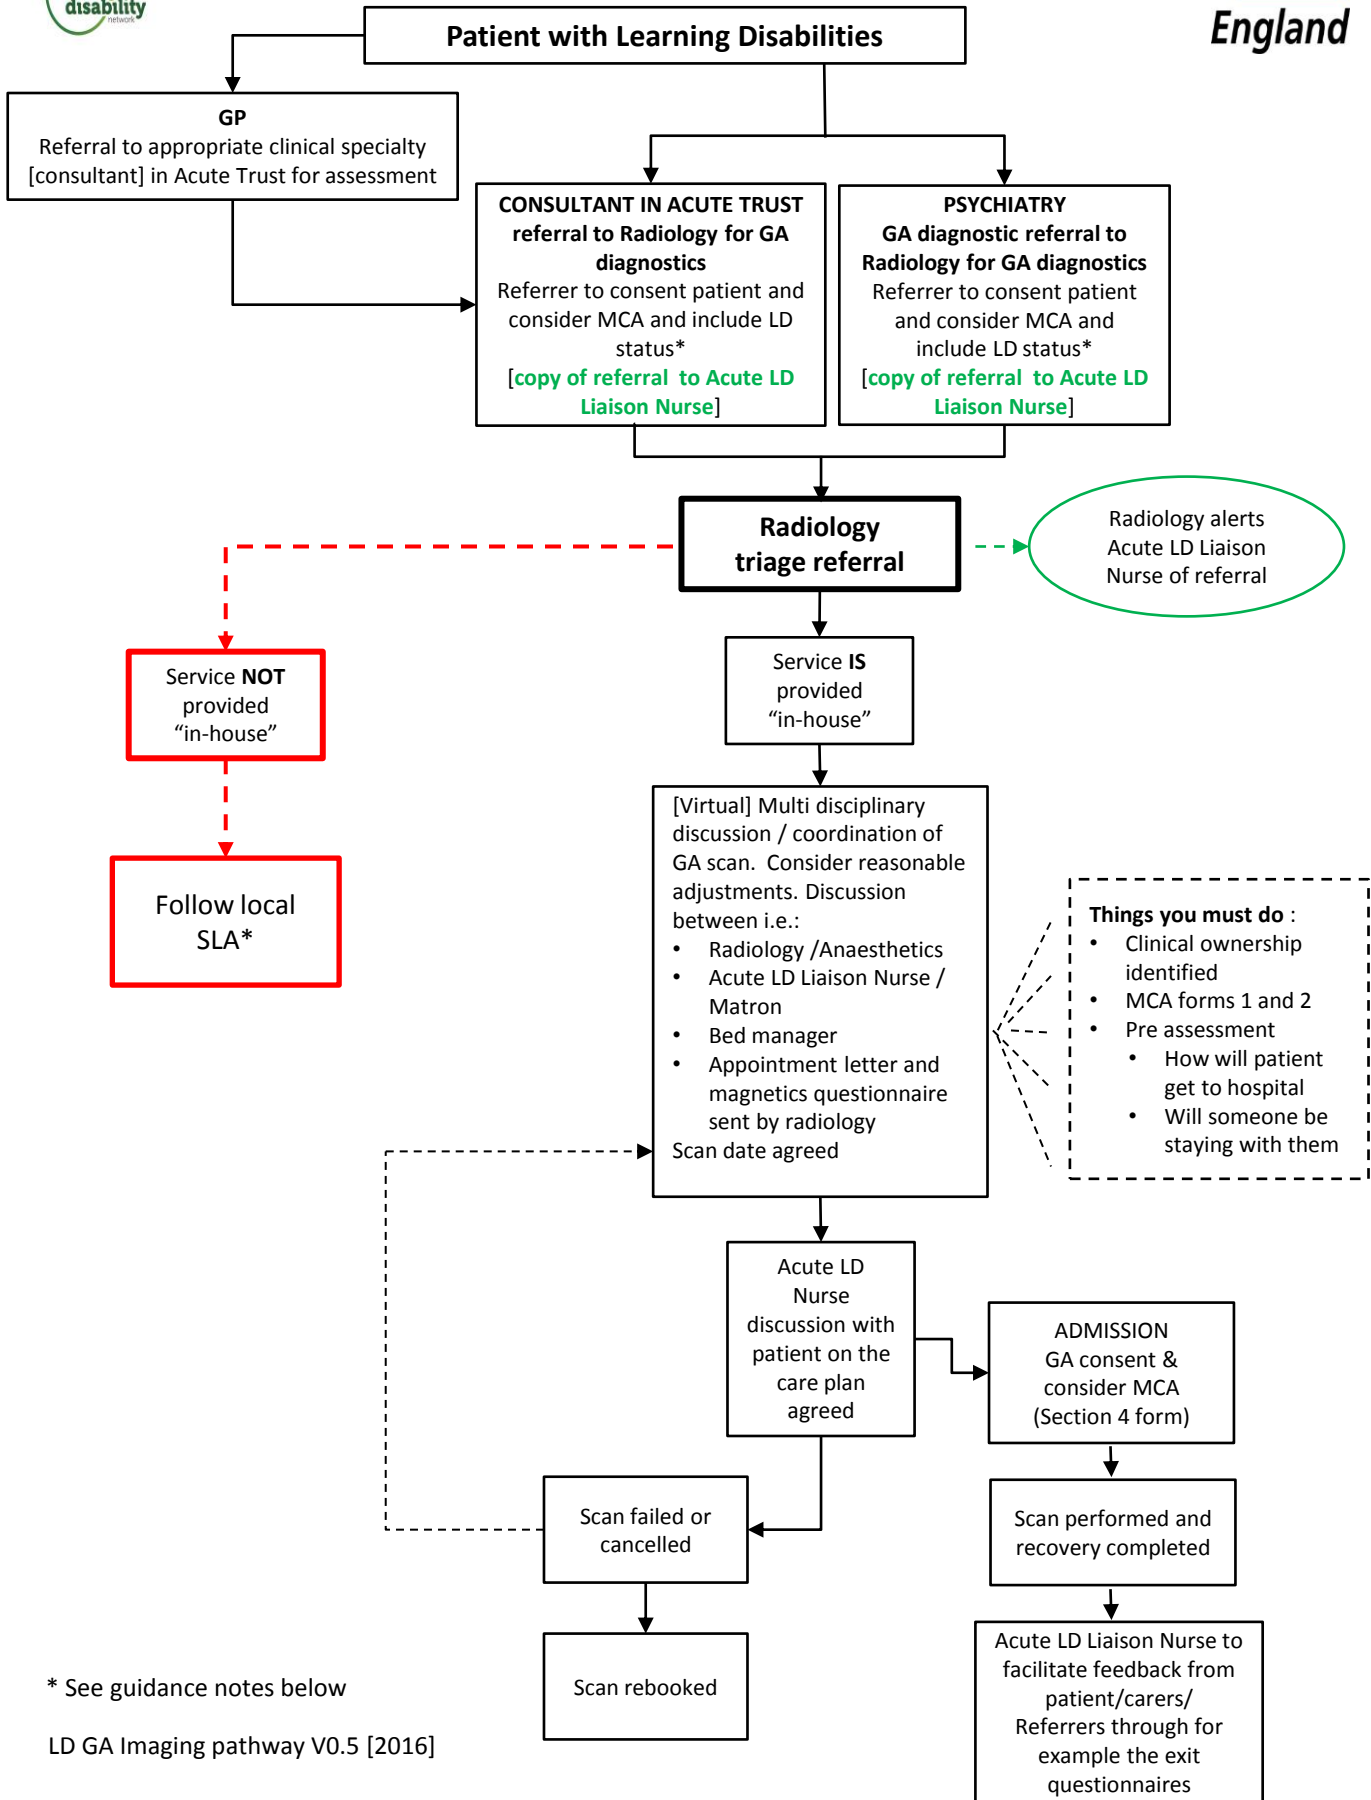 disability
network
England
Patient with Learning Disabilities
GP
Referral to appropriate clinical specialty
[consultant] in Acute Trust for assessment
CONSULTANT IN ACUTE TRUST
referral to Radiology for GA
diagnostics
Referrer to consent patient and
consider MCA and include LD
status*
[copy of referral  to Acute LD
Liaison Nurse]
PSYCHIATRY
GA diagnostic referral to
Radiology for GA diagnostics
Referrer to consent patient
and consider MCA and
include LD status*
[copy of referral  to Acute LD
Liaison Nurse]
Radiology
triage referral
Radiology alerts
Acute LD Liaison
Nurse of referral
Service NOT
provided
“in-house”
Service IS
provided
“in-house”
Follow local
SLA*
[Virtual] Multi disciplinary
discussion / coordination of
GA scan.  Consider reasonable
adjustments. Discussion
between i.e.:
• Radiology /Anaesthetics
• Acute LD Liaison Nurse /
Matron
• Bed manager
• Appointment letter and
magnetics questionnaire
sent by radiology
Scan date agreed
Things you must do :
• Clinical ownership
identified
• MCA forms 1 and 2
• Pre assessment
• How will patient
get to hospital
• Will someone be
staying with them
Acute LD
Nurse
discussion with
patient on the
care plan
agreed
ADMISSION
GA consent &
consider MCA
(Section 4 form)
Scan failed or
cancelled
Scan performed and
recovery completed
Scan rebooked
Acute LD Liaison Nurse to
facilitate feedback from
patient/carers/
Referrers through for
example the exit
questionnaires
* See guidance notes below
LD GA Imaging pathway V0.5 [2016]